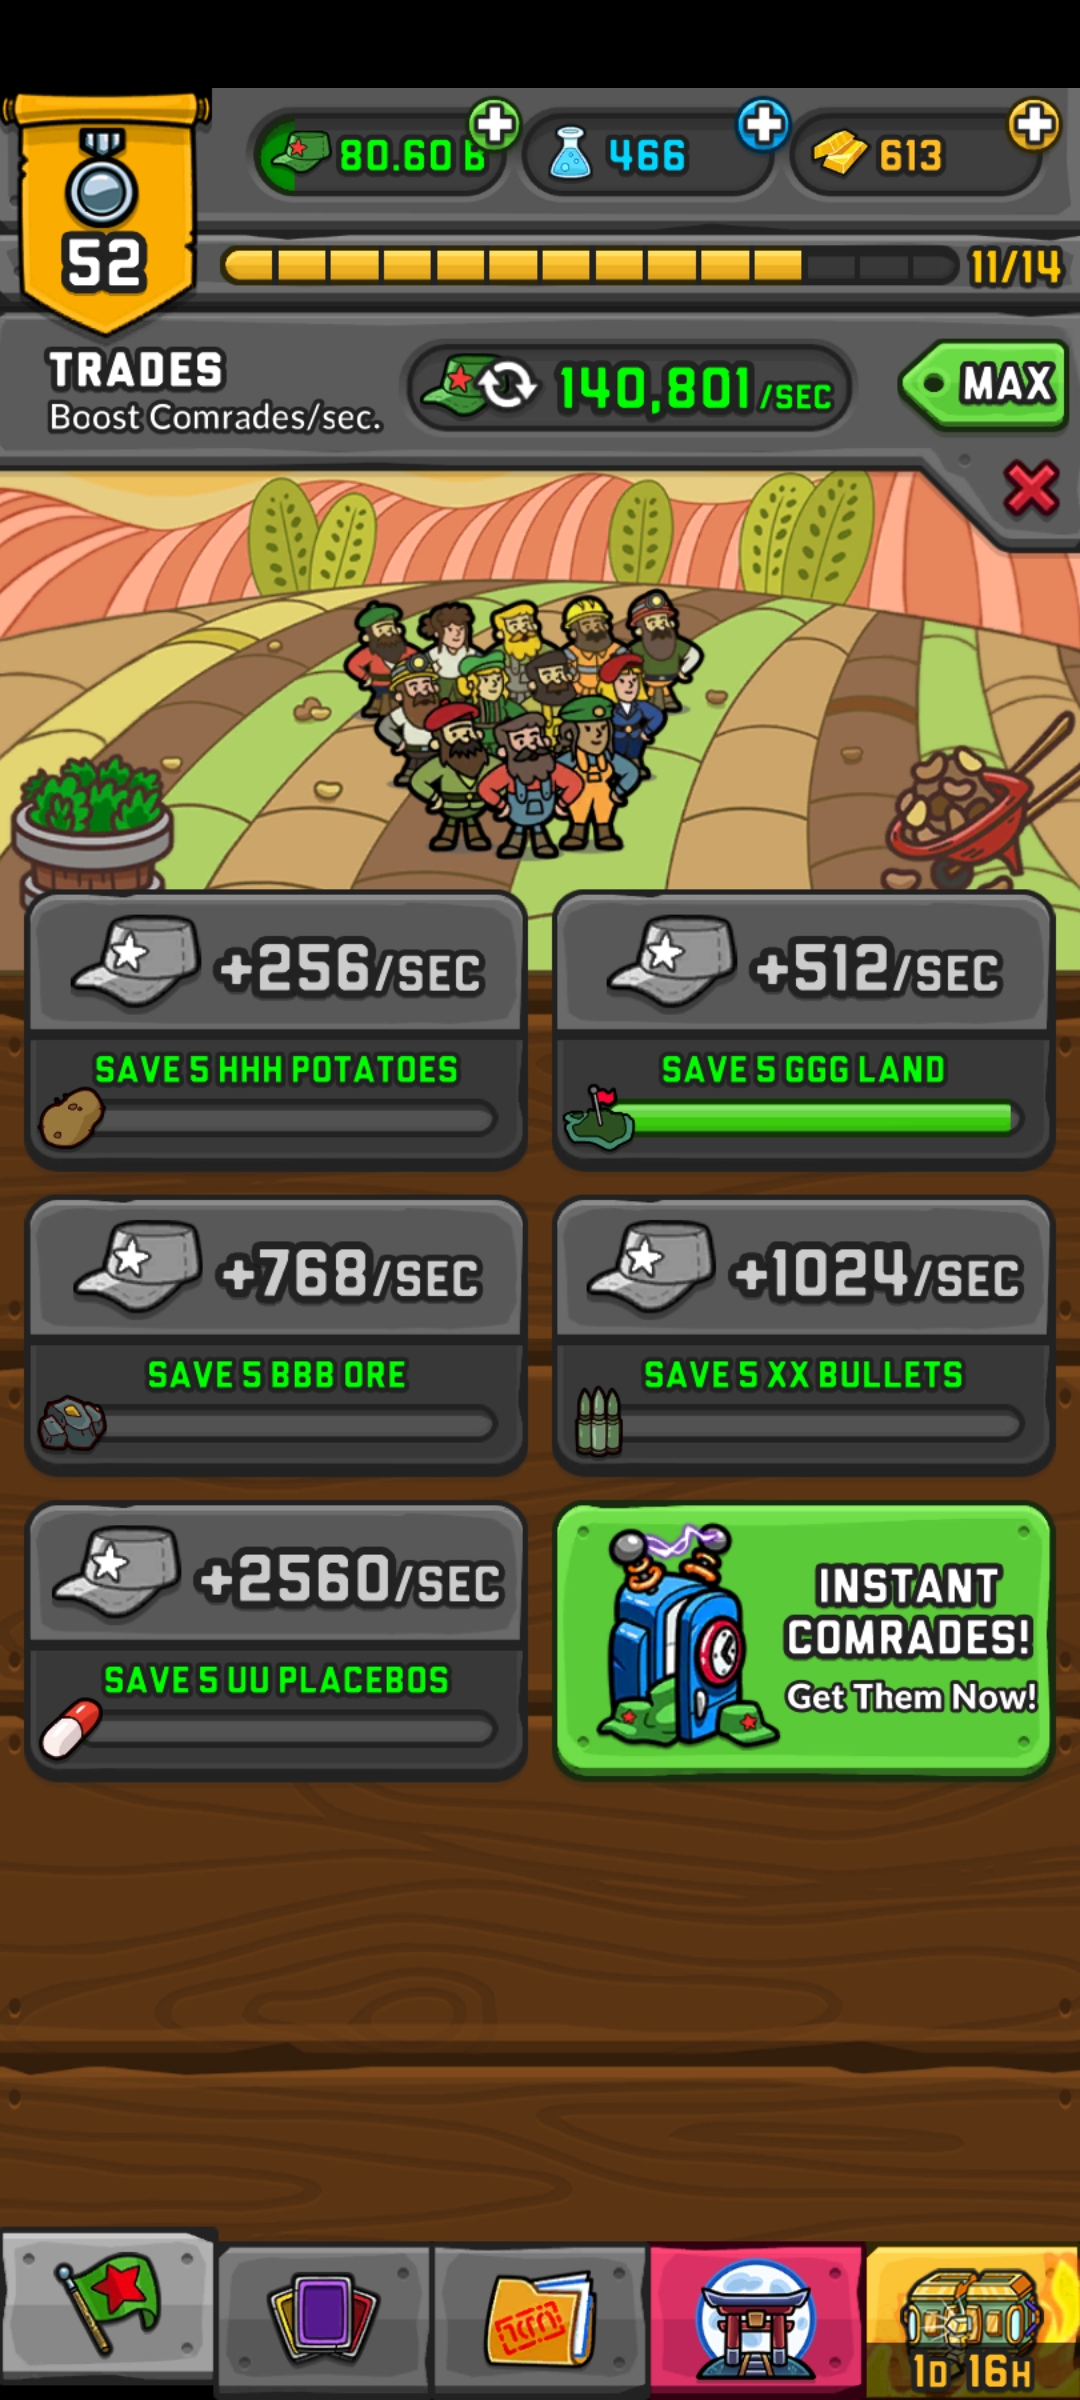 80.60 B
466
613
52
11/14
TRADES
Boost Comrades/sec.
140,801/SEC
MAX
+256/SEC
+512/SEC
SAVE 5 HHH POTATOES
SAVE 5 GGG LAND
+768/SEC
+1024/SEC
SAVE 5 BBB ORE
SAVE 5 XX BULLETS
+2560/SEC
SAVE 5 UU PLACEBOS
INSTANT
COMRADES!
Get Them Now!
1D 16H